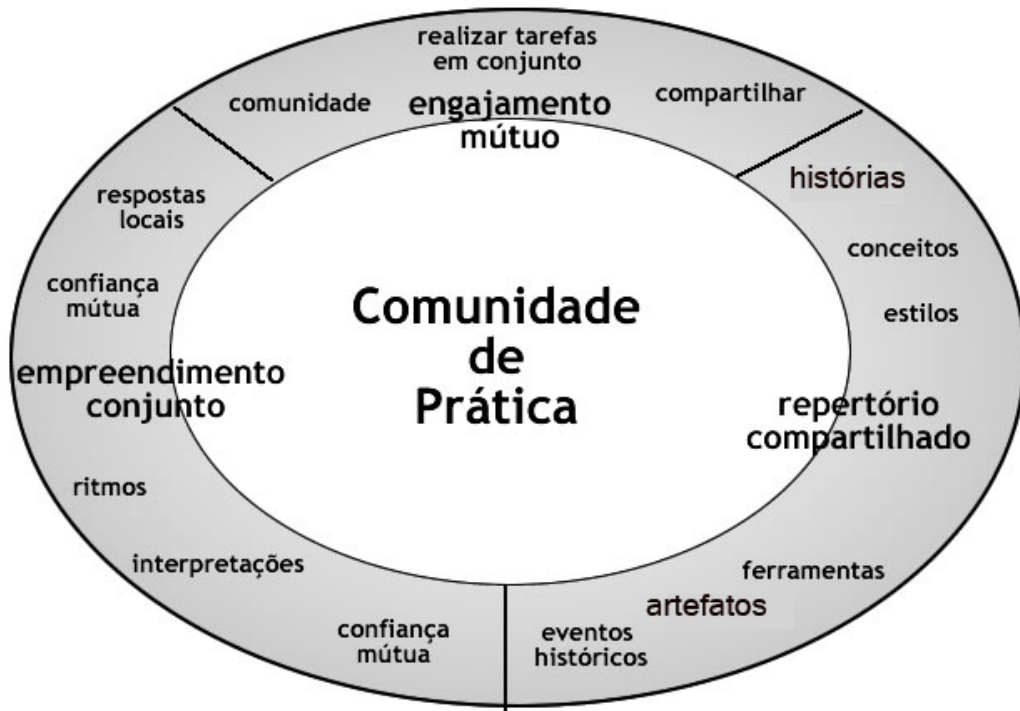 realizar tarefas
em conjunto
comunidade
engajamento
mútuo
compartilhar
histórias
conceitos
estilos
repertório
compartilhado
ferramentas
artefatos
eventos
históricos
confiança
mútua
interpretações
ritmos
empreendimento
conjunto
confiança
mútua
respostas
locais
Comunidade
de
Prática